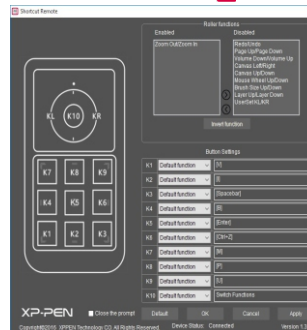 Shortcut Remote
Roller functions
Enabled
Disabled
Zoom Out/Zoom In
Redo/Undo
Page Up/Page Down
Volume Down/Volume Up
Canvas Left/Right
Canvas Up/Down
Mouse Wheel Up/Down
Brush Size Up/Down
Layer Up/Layer Down
UserSet:KL/KR
Invert function
KL
K10
KR
K7
K8
K9
K4
K5
K6
K1
K2
K3
Button Settings
K1 Default function [V]
K2 Default function
K3 Default function [Spacebar]
K4 Default function [B]
K5 Default function [Enter]
K6 Default function [Ctrl+Z]
K7 Default function [M]
K8 Default function [P]
K9 Default function
K10 Default function Switch Functions
XP-PEN
Close the prompt
Default
OK
Cancel
Apply
Copyright©2016 XPPEN Technology CO. All Rights Reserved.
Device Status: Connected